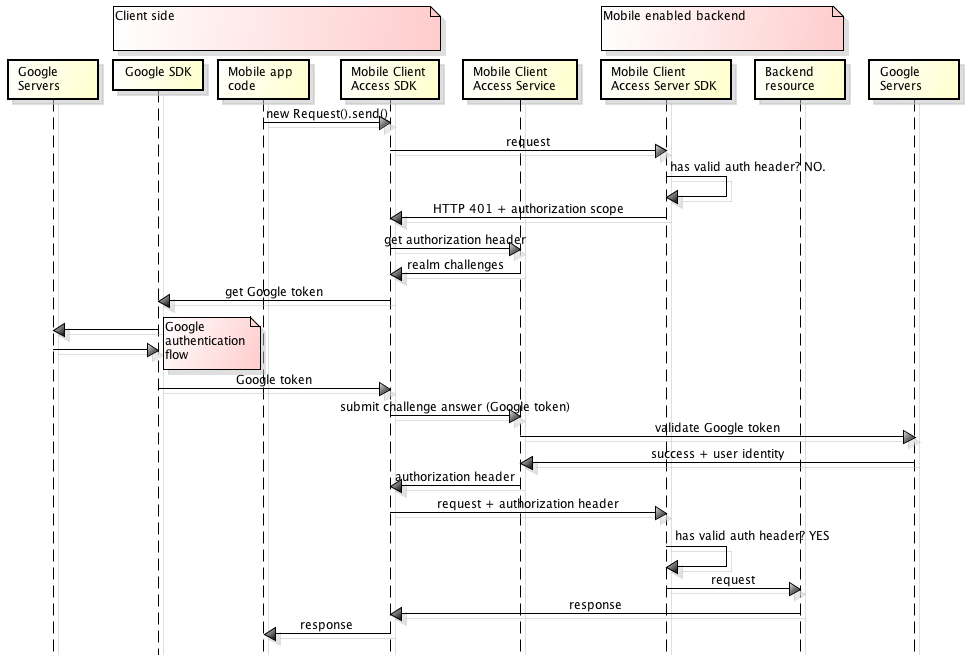 Client side
Mobile enabled backend
Google
Servers
Google SDK
Mobile app
code
Mobile Client
Access SDK
Mobile Client
Access Service
Mobile Client
Access Server SDK
Backend
resource
Google
Servers
new Request().send()
request
has valid auth header? NO.
HTTP 401 + authorization scope
get authorization header
realm challenges
get Google token
Google
authentication
flow
Google token
submit challenge answer (Google token)
validate Google token
success + user identity
authorization header
request + authorization header
has valid auth header? YES
request
response
response